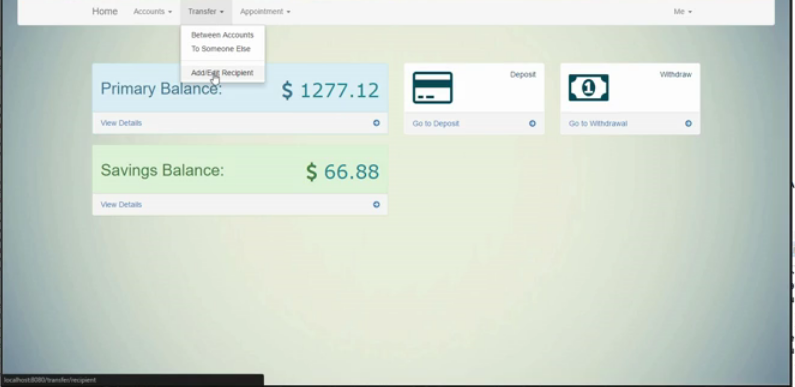 Home Accounts Transfer Appointment Me
Between Accounts
To Someone Else
Add/Edit Recipient
Primary Balance: $ 1277.12
View Details
Deposit
Go to Deposit
1
Withdraw
Go to Withdrawal
Savings Balance: $ 66.88
View Details
localhost:8080/transfer/recipient